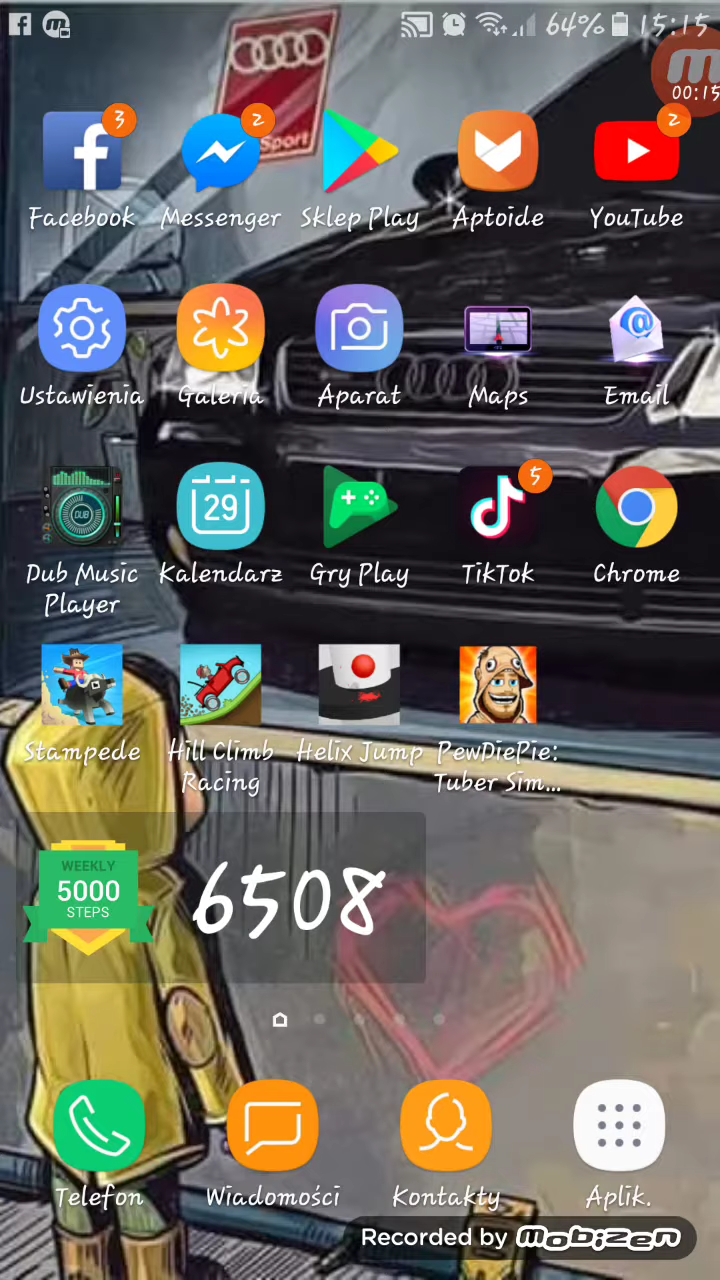 64% 15:15
00:15
Sport
3 2 2
Facebook Messenger Sklep Play Aptoide YouTube
Ustawienia Galeria Aparat Maps Email
DUB 29 5
Dub Music Player Kalendarz Gry Play TikTok Chrome
Stampede Hill Climb Racing Helix Jump PewDiePie: Tuber Sim...
WEEKLY
5000
STEPS
6508
Telefon Wiadomości Kontakty Aplik.
Recorded by mobizen